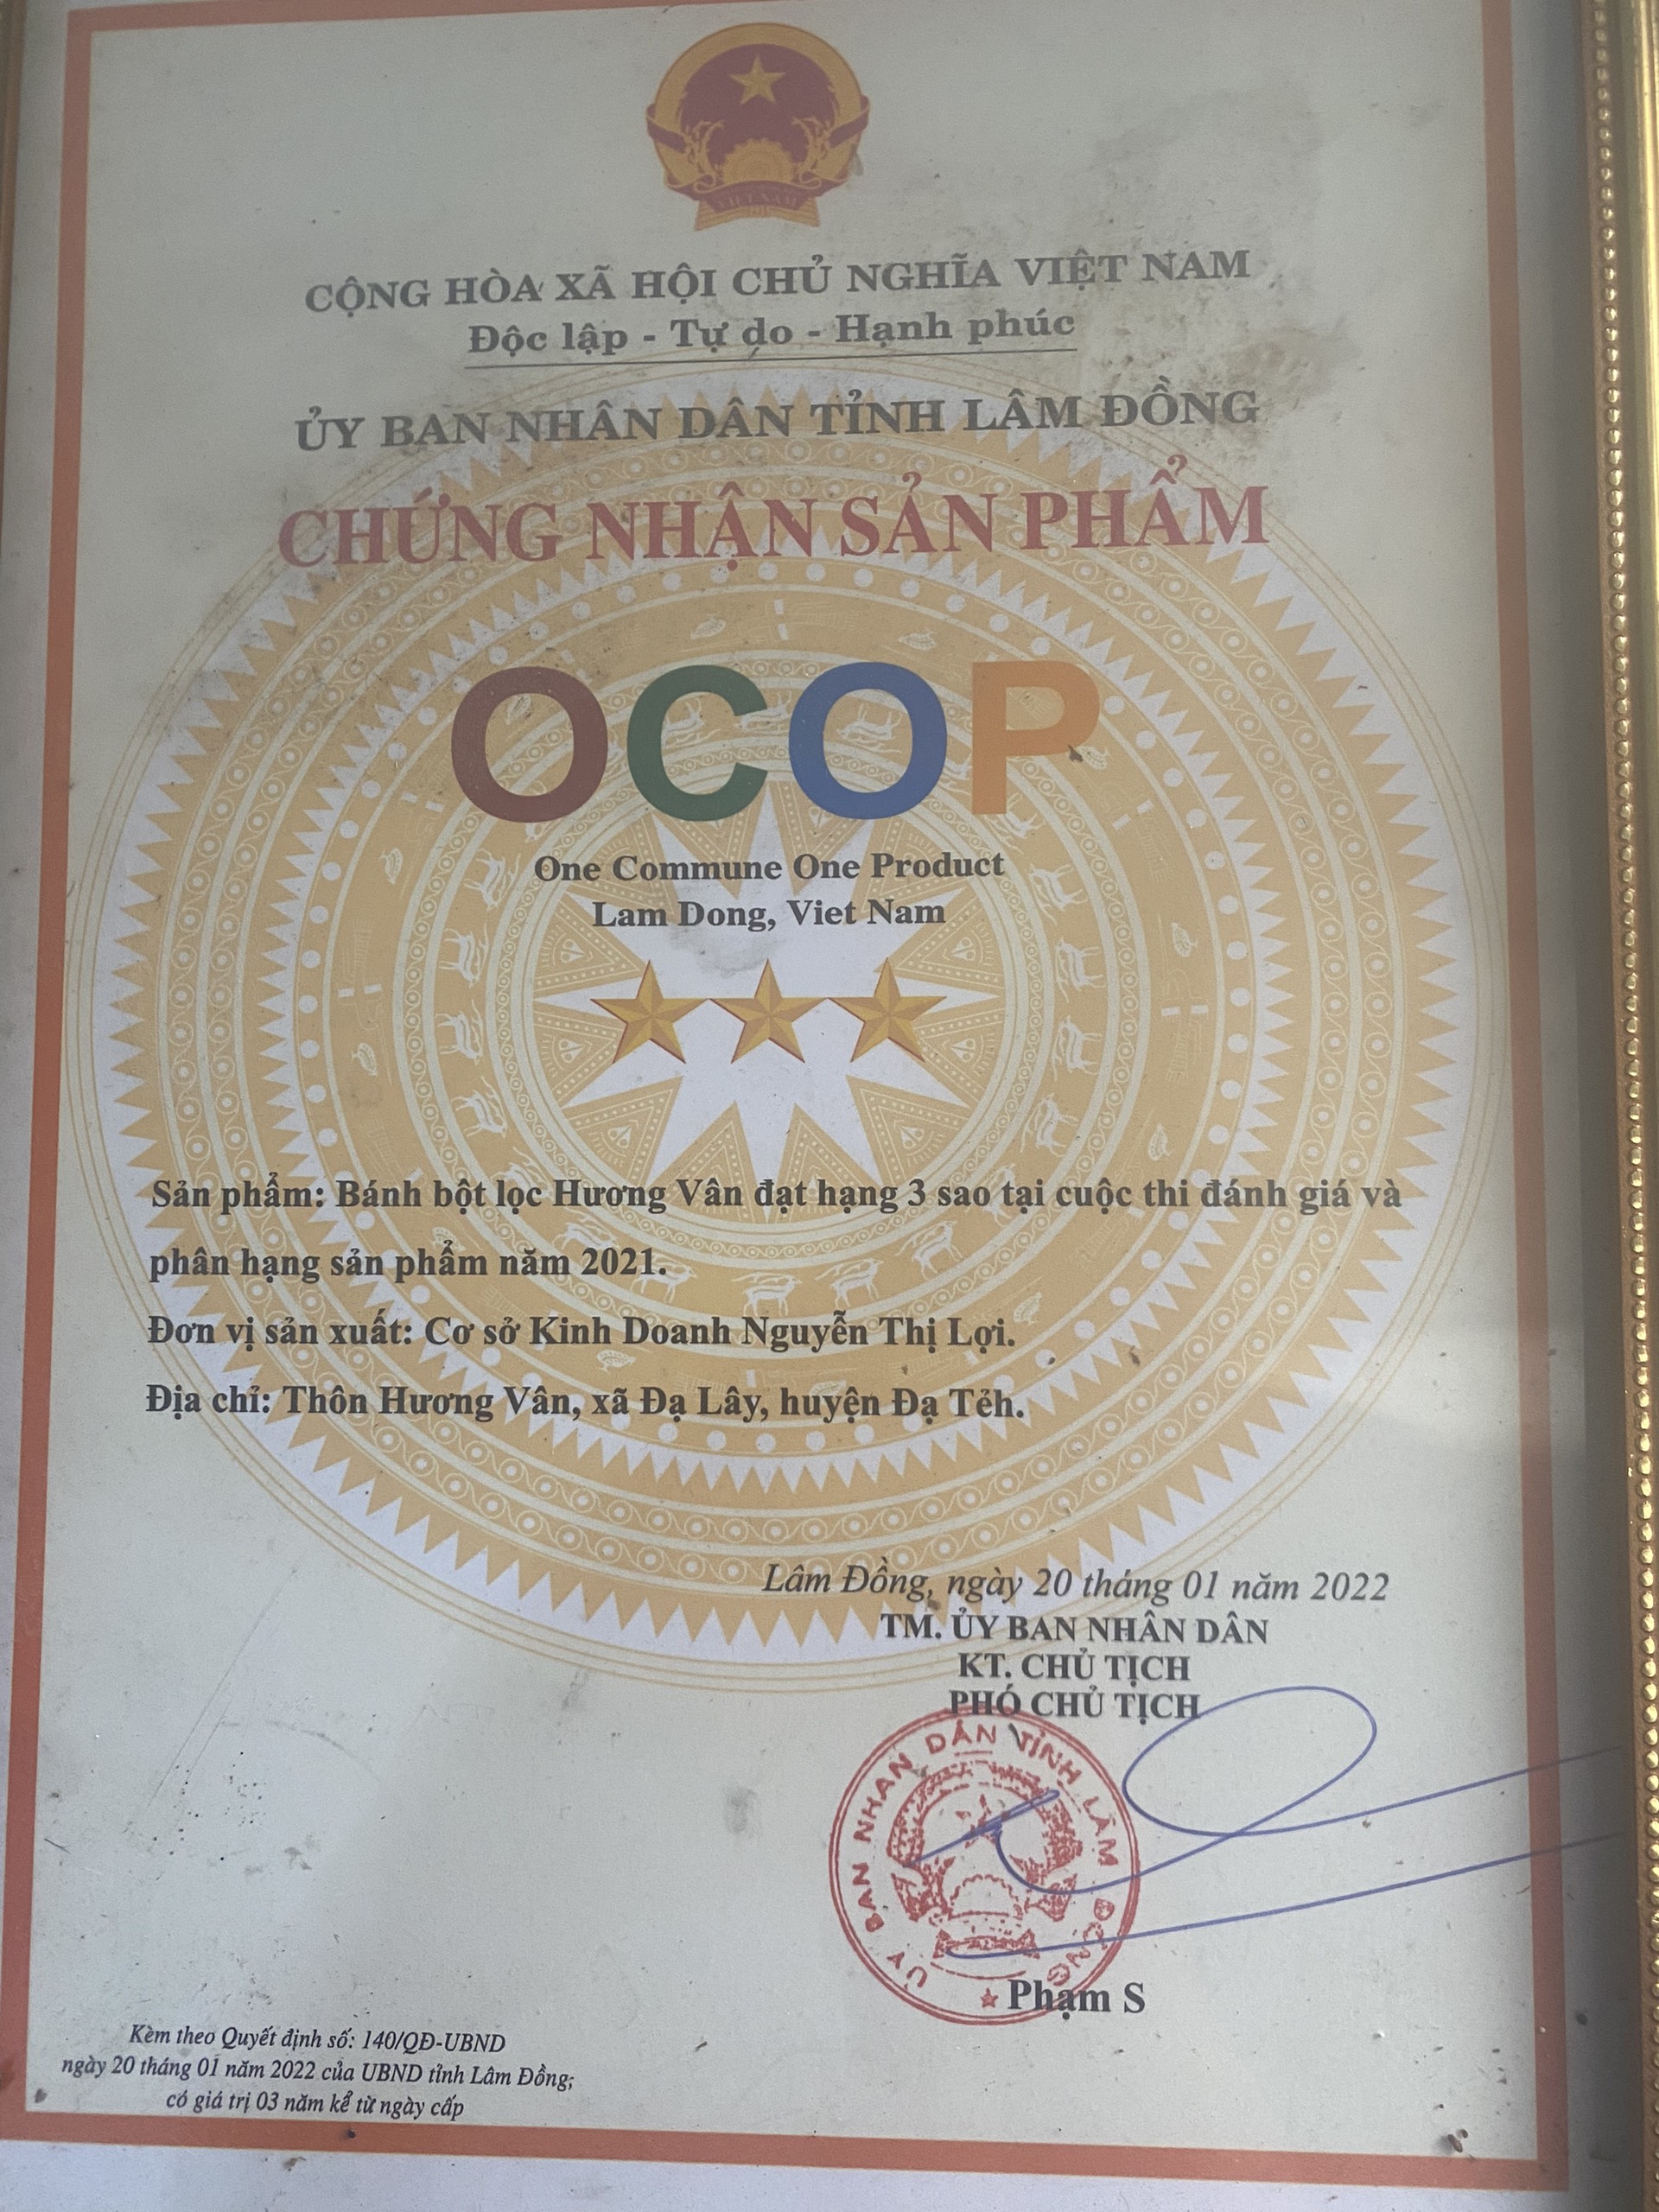 CỘNG HÒA XÃ HỘI CHỦ NGHĨA VIỆT NAM
Độc lập - Tự do - Hạnh phúc
ỦY BAN NHÂN DÂN TỈNH LÂM ĐỒNG
CHỨNG NHẬN SẢN PHẨM
OCOP
One Commune One Product
Lam Dong, Viet Nam
Sản phẩm: Bánh bột lọc Hương Vân đạt hạng 3 sao tại cuộc thi đánh giá và
phân hạng sản phẩm năm 2021.
Đơn vị sản xuất: Cơ sở Kinh Doanh Nguyễn Thị Lợi.
Địa chỉ: Thôn Hương Vân, xã Đạ Lây, huyện Đạ Tẻh.
Lâm Đồng, ngày 20 tháng 01 năm 2022
TM. ỦY BAN NHÂN DÂN
KT. CHỦ TỊCH
PHÓ CHỦ TỊCH
ỦY BAN NHÂN DÂN TỈNH LÂM ĐỒNG
Phạm S
Kèm theo Quyết định số: 140/QĐ-UBND
ngày 20 tháng 01 năm 2022 của UBND tỉnh Lâm Đồng;
có giá trị 03 năm kể từ ngày cấp